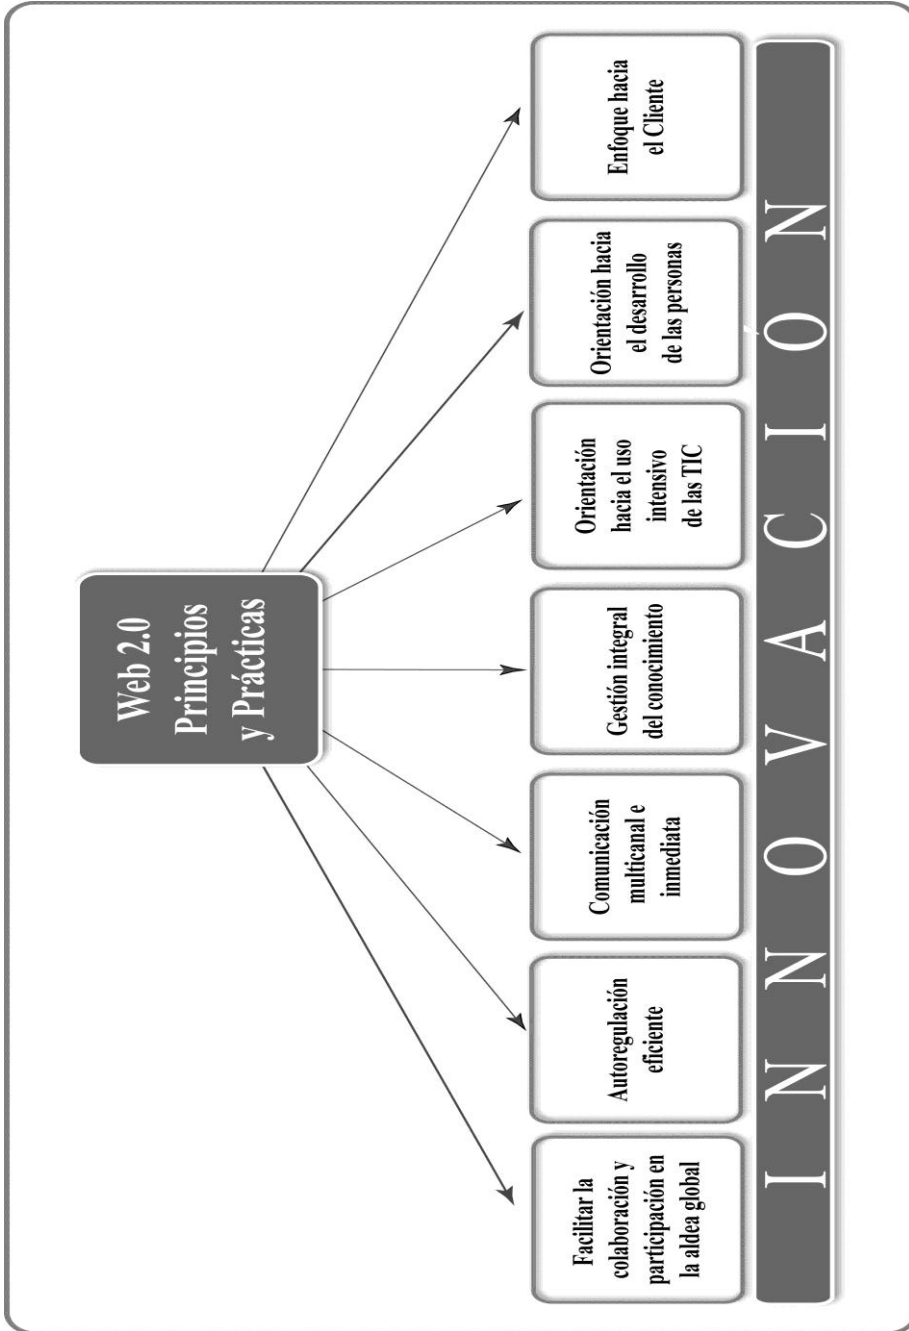 Web 2.0
Principios
y Prácticas
Facilitar la
colaboración y
participación en
la aldea global
Autoregulación
eficiente
Comunicación
multicanal e
inmediata
Gestión integral
del conocimiento
Orientación
hacia el uso
intensivo
de las TIC
Orientación hacia
el desarrollo
de las personas
Enfoque hacia
el Cliente
INNOVACIÓN